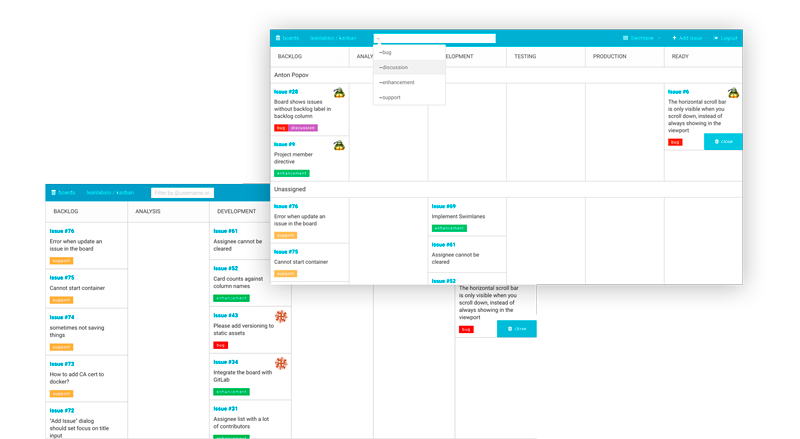 boards
leanlabsio / kanban
~
Add issue
Logout
BACKLOG
TESTING
PRODUCTION
READY
~bug
~discussion
~enhancement
~support
Anton Popov
Issue #28
Board shows issues
without backlog label in
backlog column
bug
discussion
Issue #9
Project member
directive
enhancement
Issue #6
The horizontal scroll bar
is only visible when you
scroll down, instead of
always showing in the
viewport
bug
close
Unassigned
Issue #76
Error when update an
issue in the board
support
Issue #75
Cannot start container
support
Issue #69
Implement Swimlanes
enhancement
Issue #61
Assignee cannot be
cleared
Issue #52
boards
leanlabsio / kanban
Filter by @username or
BACKLOG
ANALYSIS
DEVELOPMENT
Issue #76
Error when update an
issue in the board
support
Issue #75
Cannot start container
support
Issue #74
sometimes not saving
things
support
Issue #73
How to add CA cert to
docker?
support
Issue #72
"Add Issue" dialog
should set focus on title
input
Issue #61
Assignee cannot be
cleared
Issue #52
Card counts against
column names
enhancement
Issue #43
Please add versioning to
static assets
bug
Issue #34
Integrate the board with
GitLab
enhancement
Issue #31
Assignee list with a lot
of contributors
enhancement
The horizontal scroll bar
is only visible when you
scroll down, instead of
always showing in the
viewport
bug
close